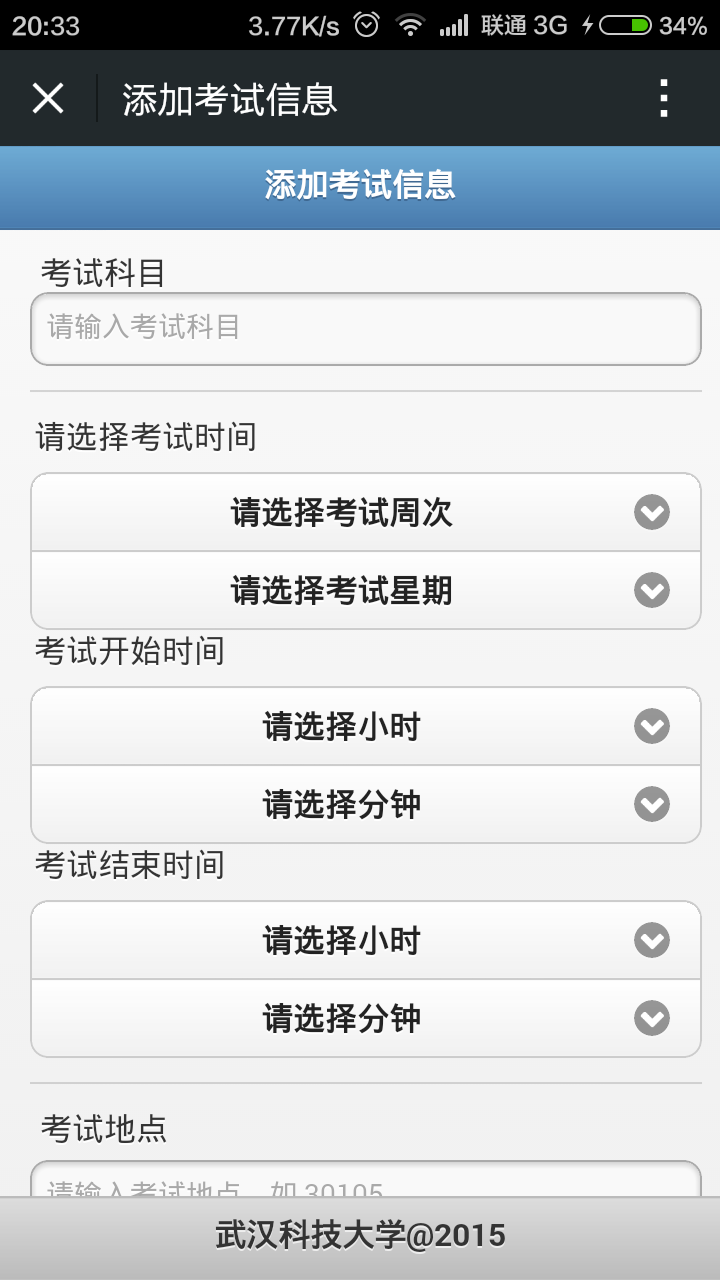 20:33 3.77K/s 联通 3G 34%
添加考试信息
添加考试信息
考试科目
请输入考试科目
请选择考试时间
请选择考试周次
请选择考试星期
考试开始时间
请选择小时
请选择分钟
考试结束时间
请选择小时
请选择分钟
考试地点
请输入考试地点，如 30105
武汉科技大学@2015